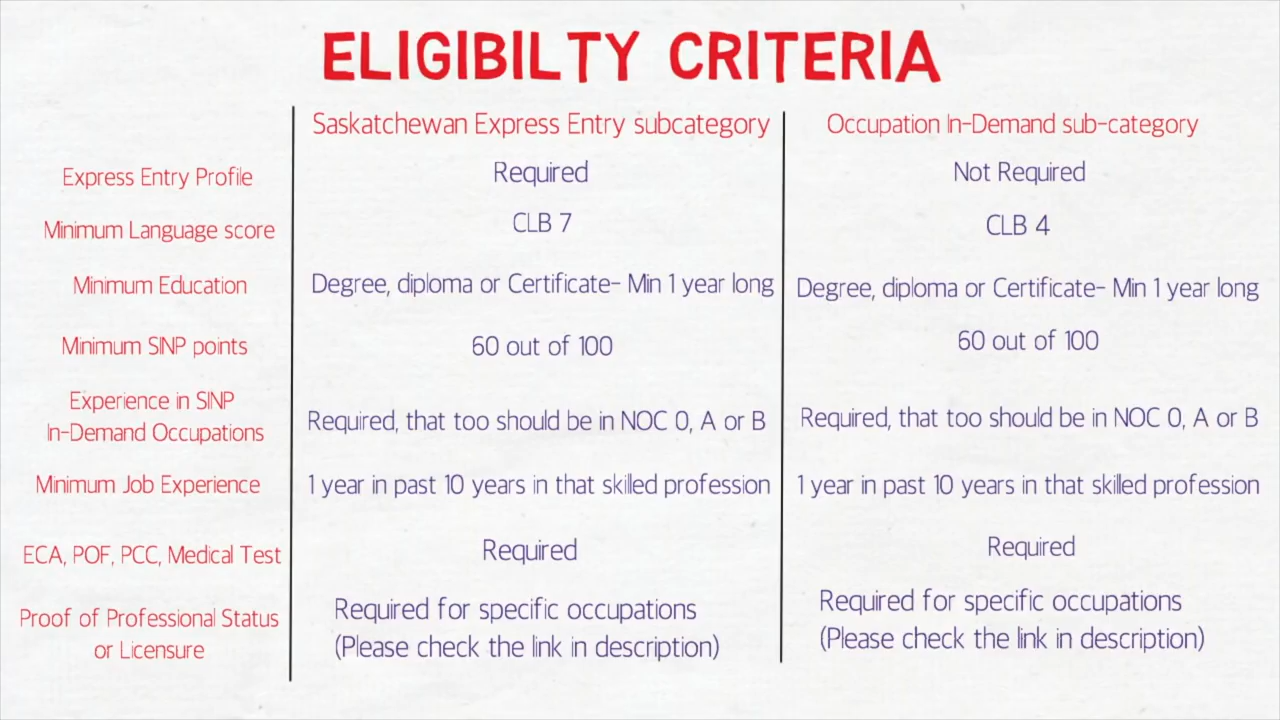 ELIGIBILTY CRITERIA
Saskatchewan Express Entry subcategory
Occupation In-Demand sub-category
Express Entry Profile
Required
Not Required
Minimum Language score
CLB 7
CLB 4
Minimum Education
Degree, diploma or Certificate- Min 1 year long
Degree, diploma or Certificate- Min 1 year long
Minimum SINP points
60 out of 100
60 out of 100
Experience in SINP
In-Demand Occupations
Required, that too should be in NOC 0, A or B
Required, that too should be in NOC 0, A or B
Minimum Job Experience
1 year in past 10 years in that skilled profession
1 year in past 10 years in that skilled profession
ECA, POF, PCC, Medical Test
Required
Required
Proof of Professional Status
or Licensure
Required for specific occupations
(Please check the link in description)
Required for specific occupations
(Please check the link in description)